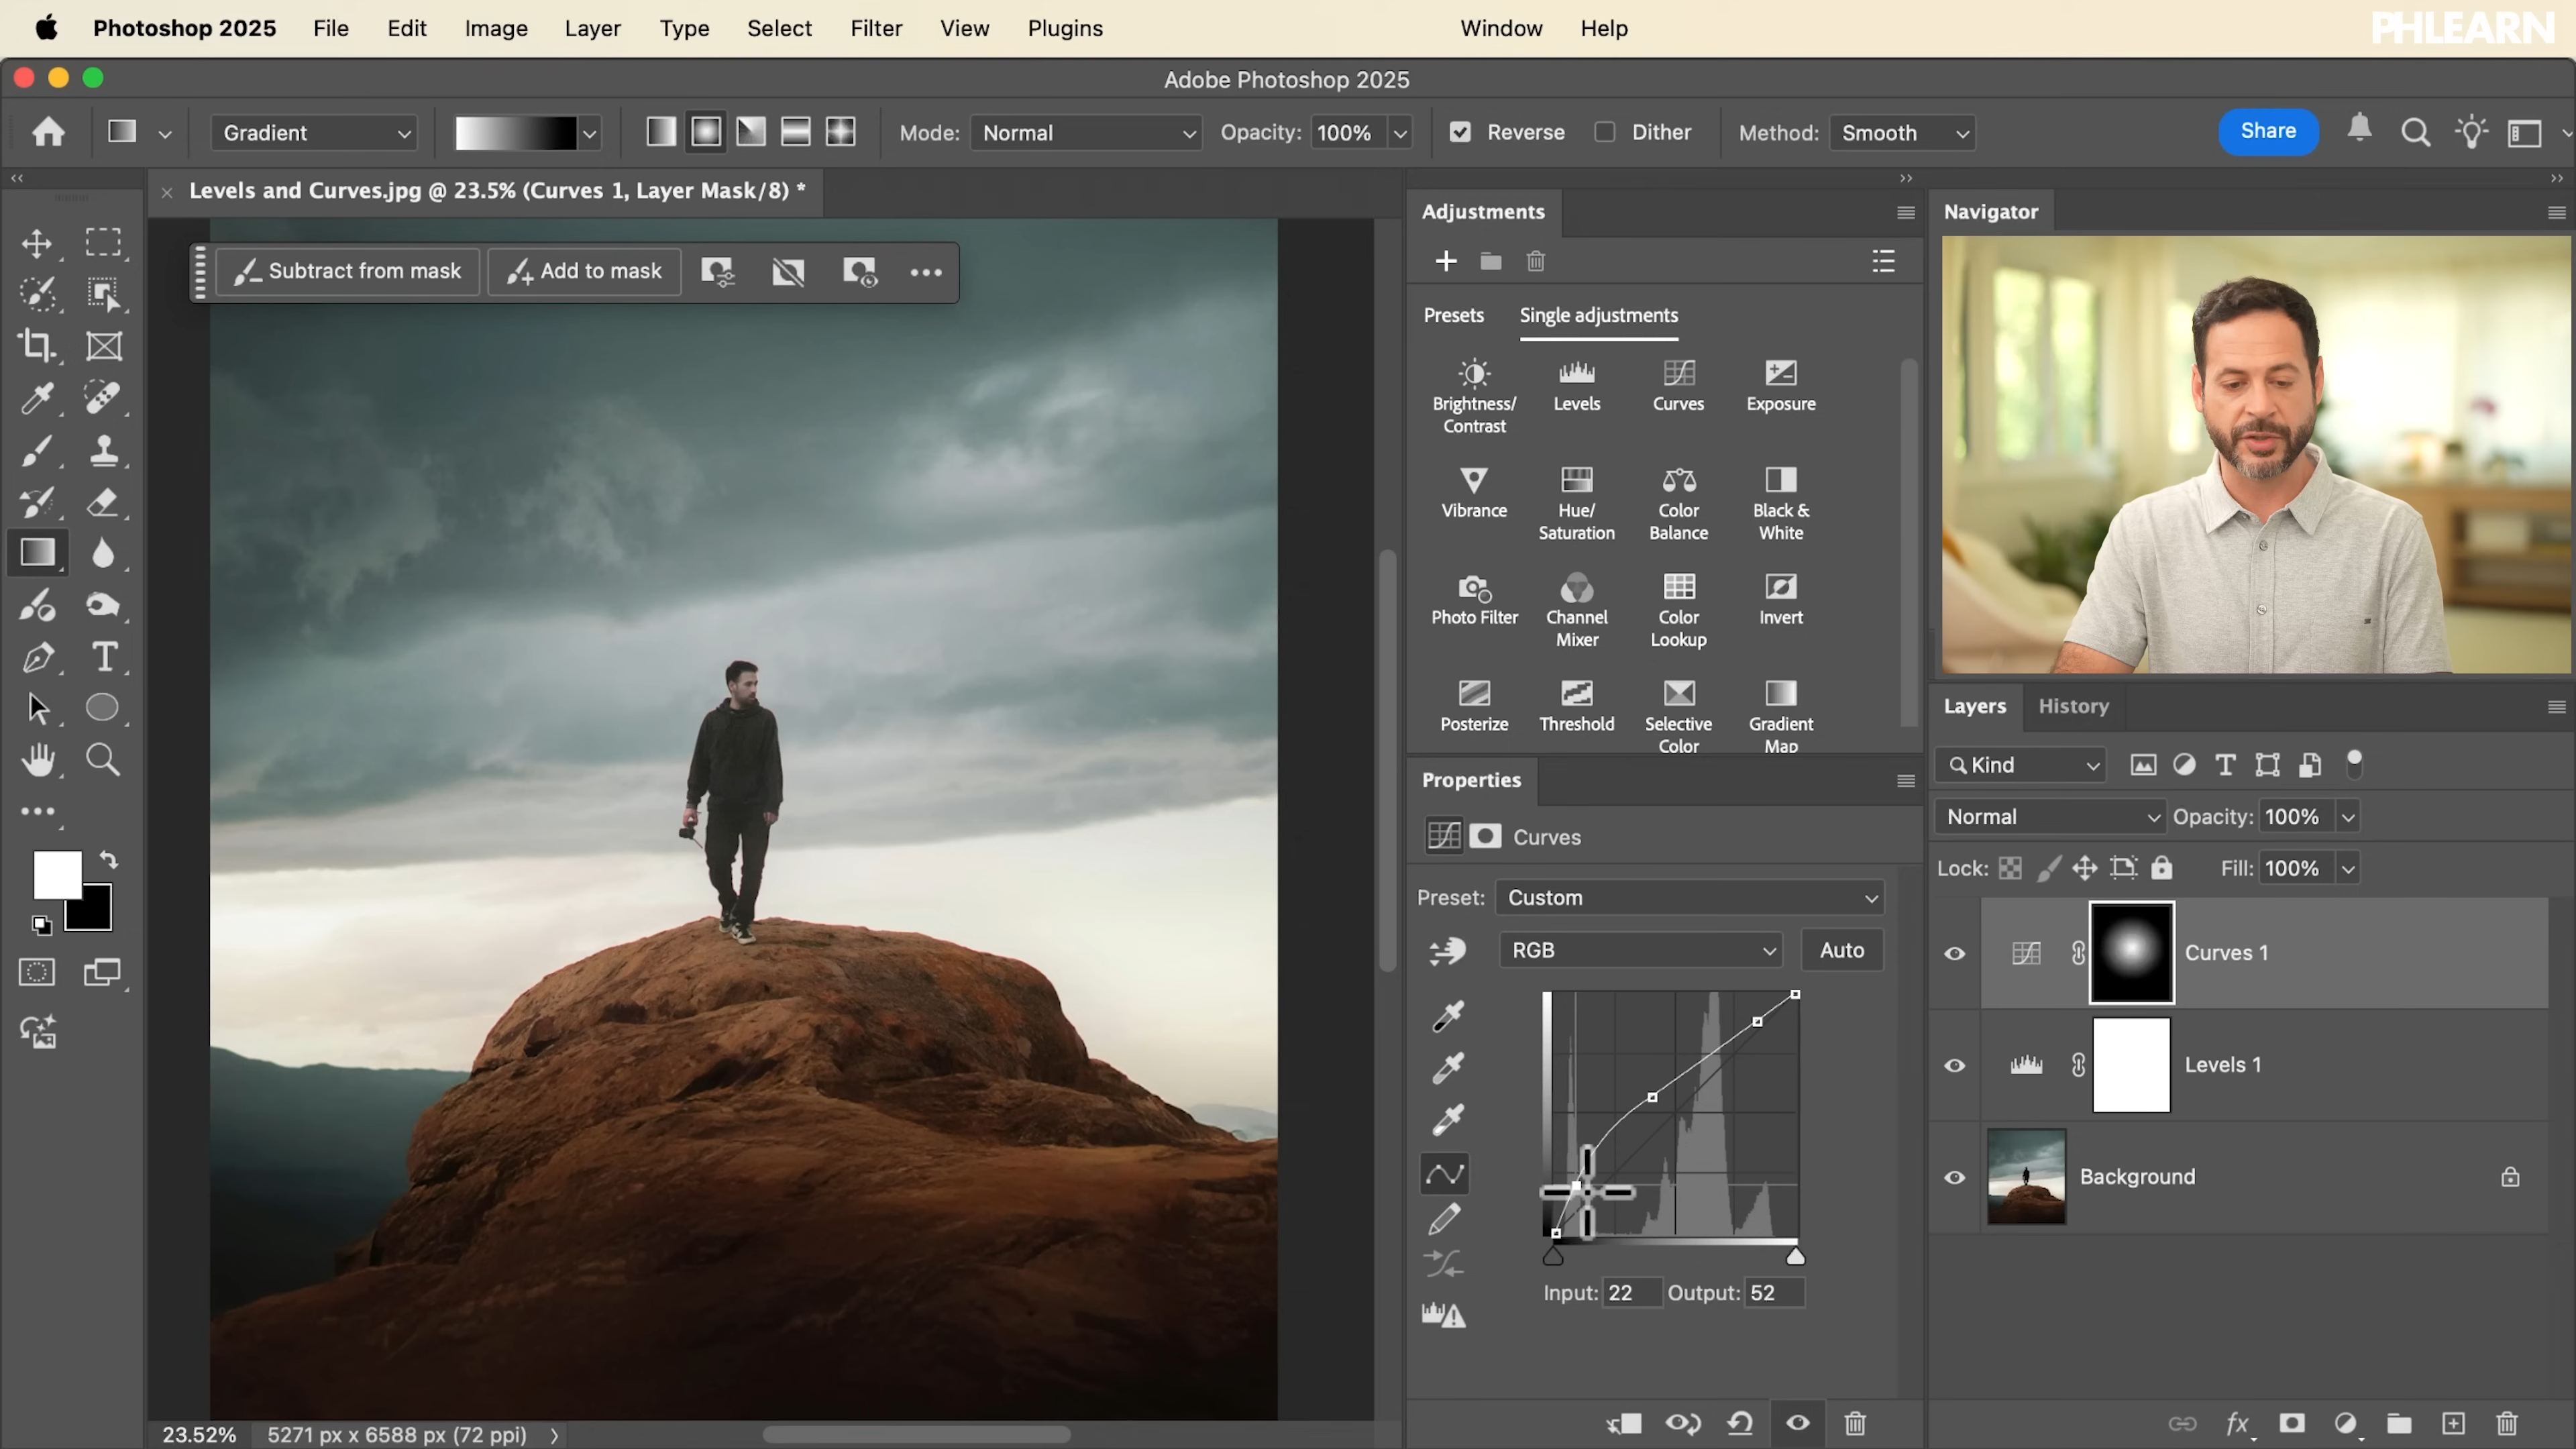 Photoshop 2025 File Edit Image Layer Type Select Filter View Plugins Window Help
PHLEARN
Adobe Photoshop 2025
Gradient Mode: Normal Opacity: 100% Reverse Dither Method: Smooth Share
Levels and Curves.jpg @ 23.5% (Curves 1, Layer Mask/8) *
Subtract from mask Add to mask
Adjustments
Presets Single adjustments
Brightness/
Contrast
Levels
Curves
Exposure
Vibrance
Hue/
Saturation
Color
Balance
Black &
White
Photo Filter
Channel
Mixer
Color
Lookup
Invert
Posterize
Threshold
Selective
Color
Gradient
Map
Properties
Curves
Preset: Custom
RGB Auto
Input: 22 Output: 52
Navigator
Layers History
Kind
Normal Opacity: 100%
Lock: Fill: 100%
Curves 1
Levels 1
Background
fx
23.52% 5271 px x 6588 px (72 ppi)